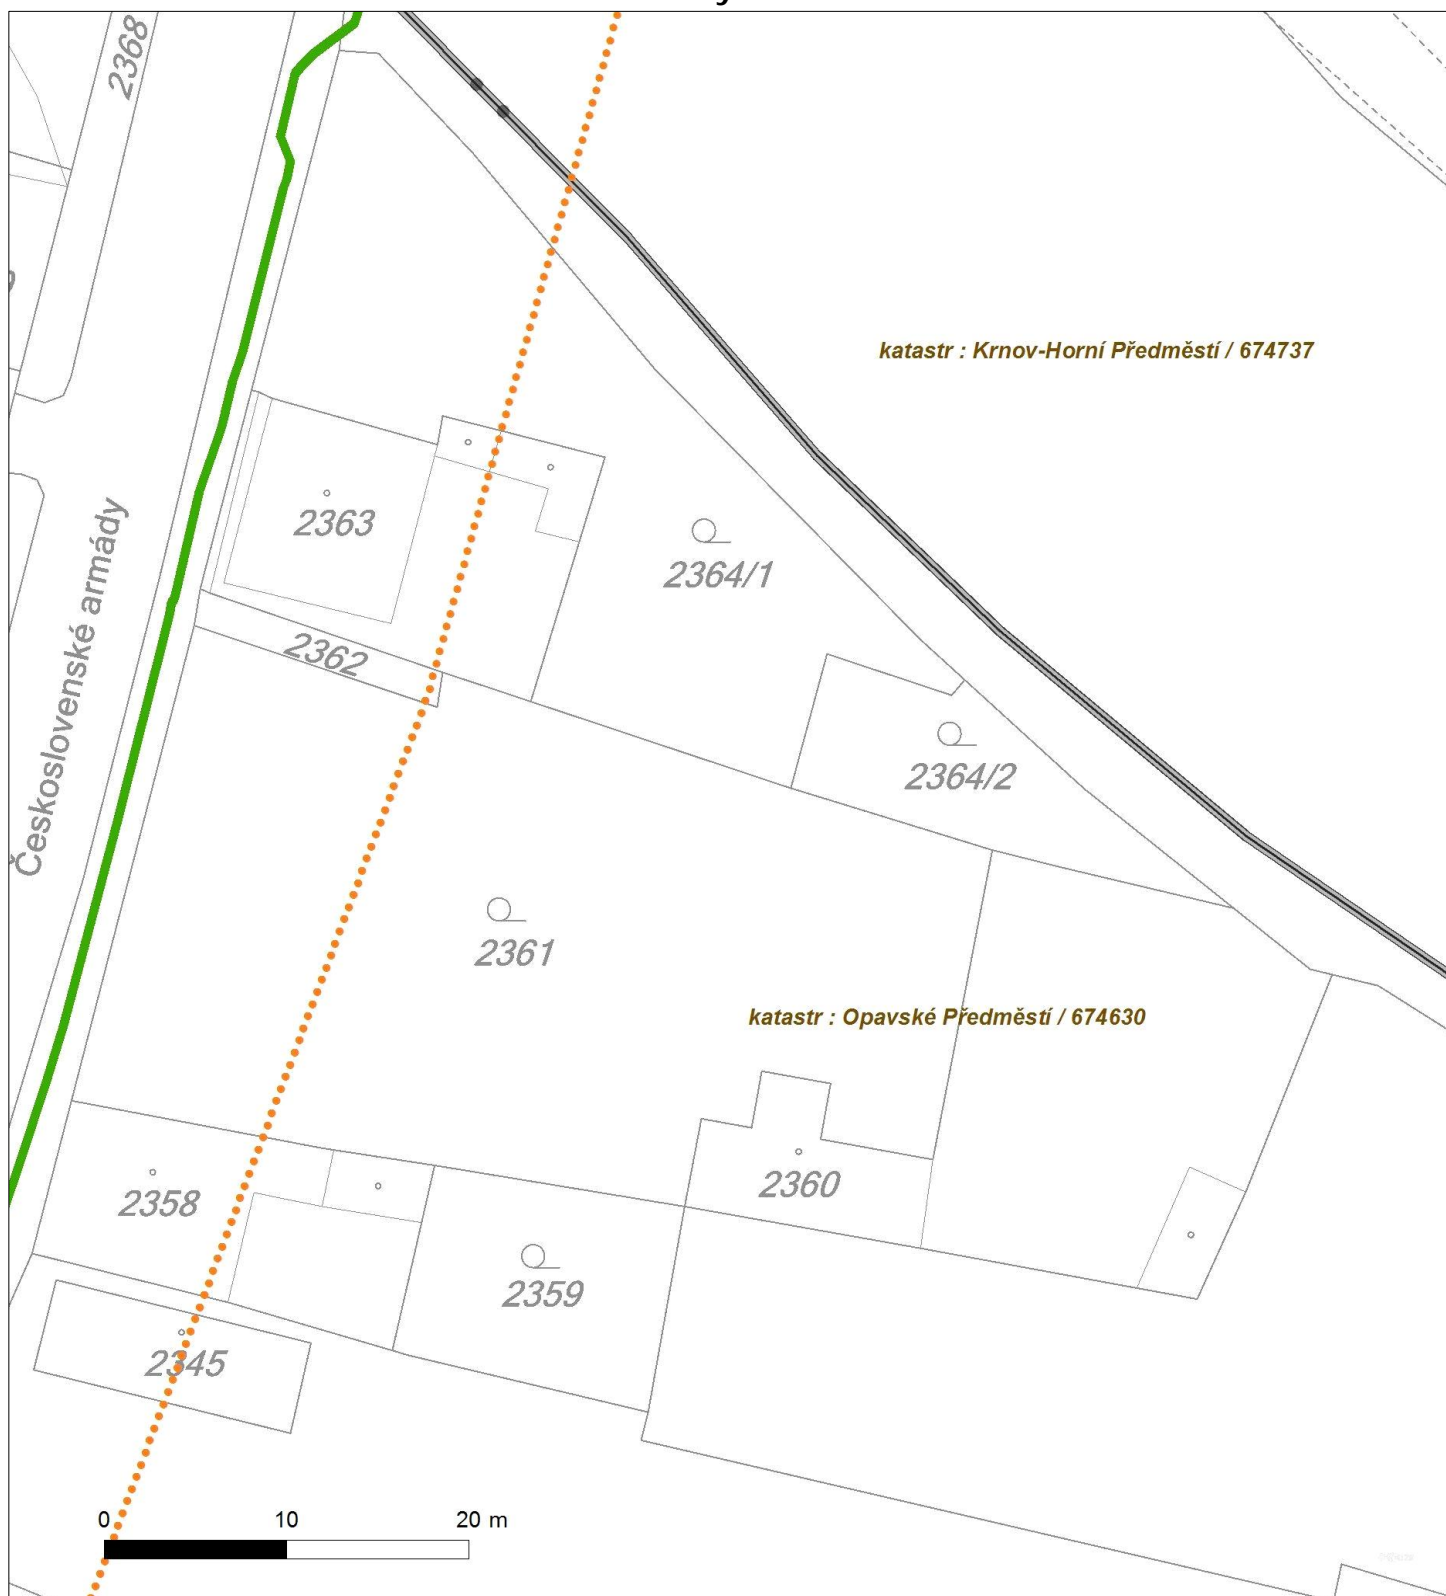 2368
katastr : Krnov-Horní Předměstí / 674737
2363
2364/1
Československé armády
2362
2364/2
2361
katastr : Opavské Předměstí / 674630
2358
2360
2359
2345
0 10 20 m